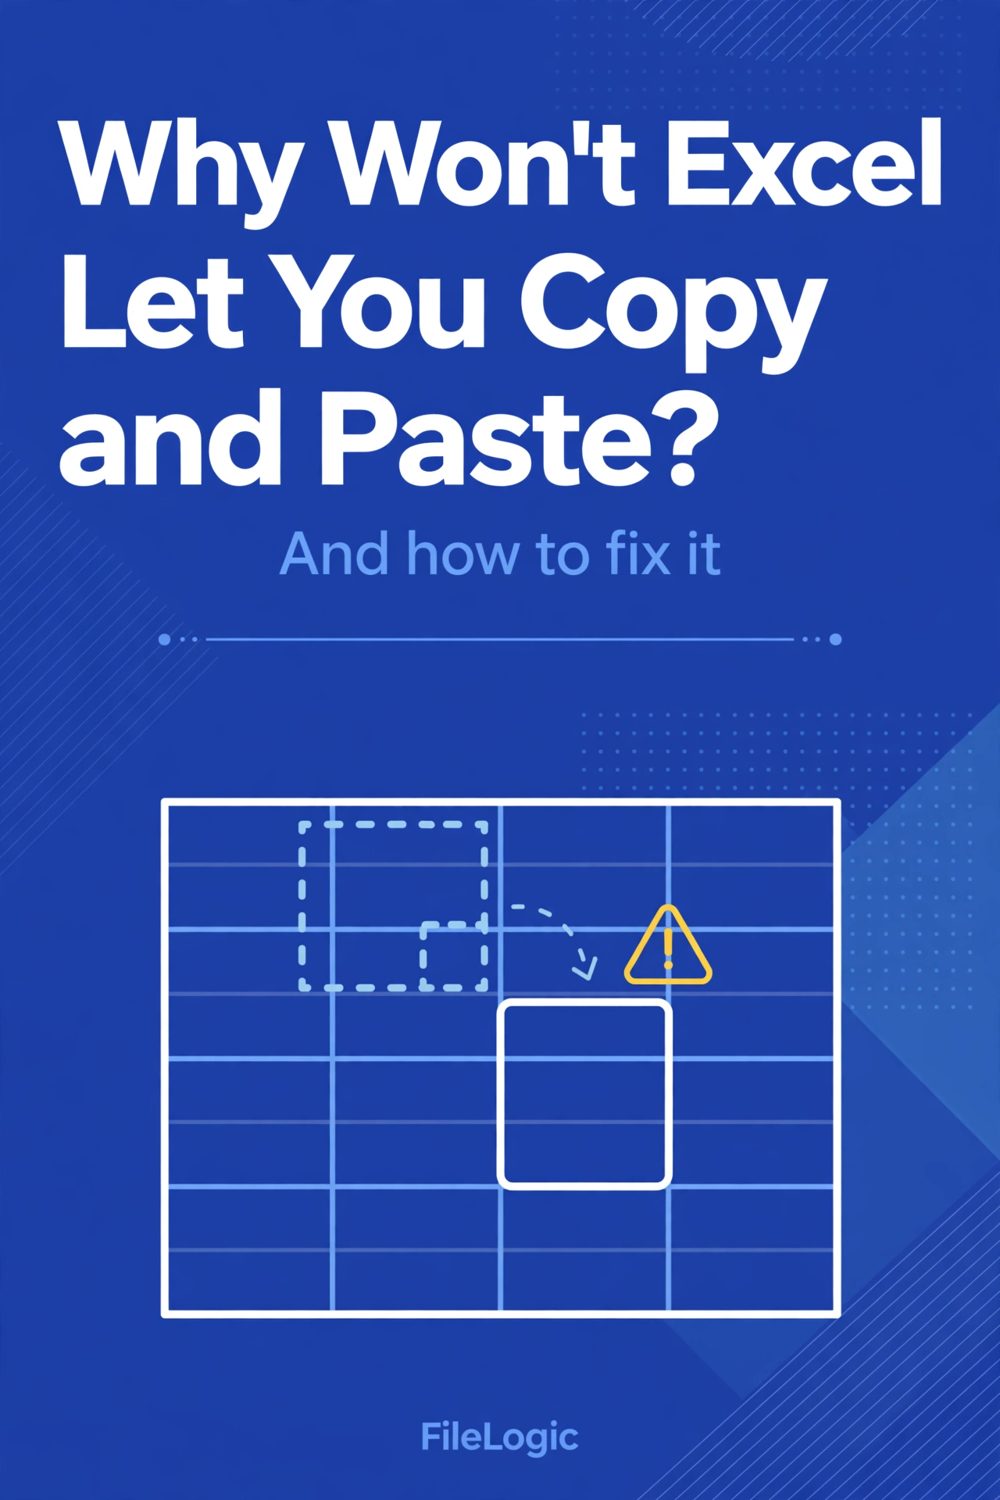 Why Won't Excel
Let You Copy
and Paste?
And how to fix it
FileLogic